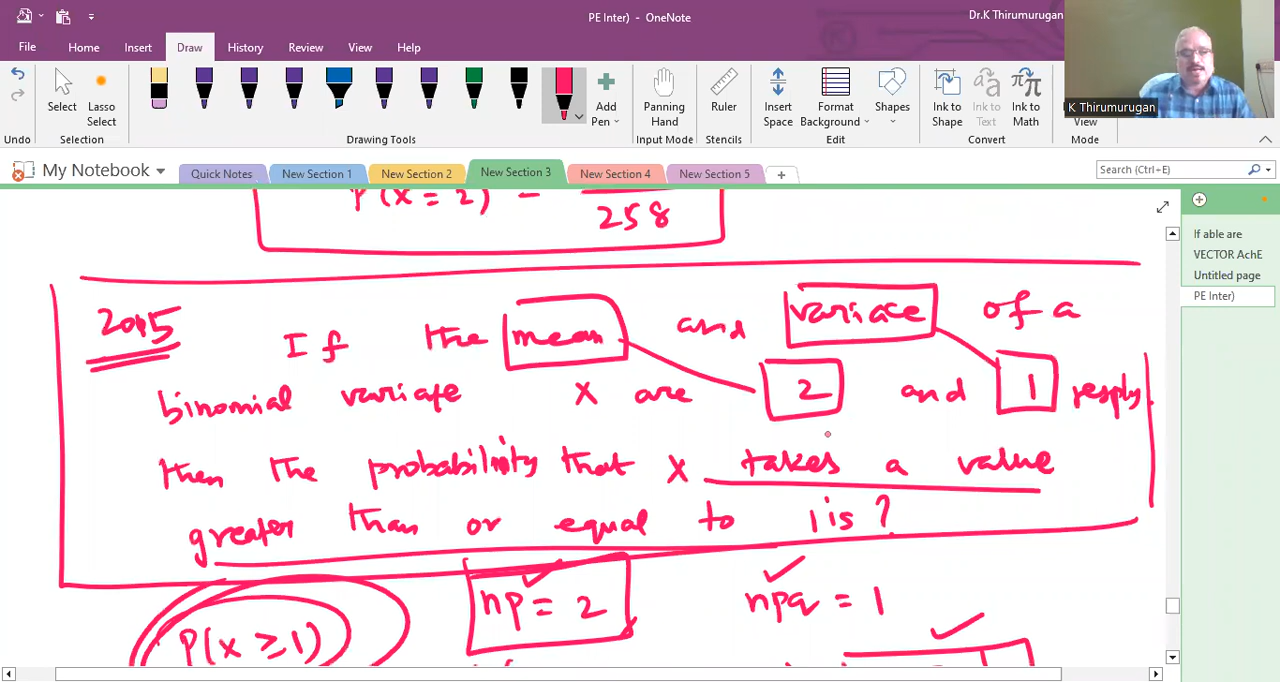 PE Inter) - OneNote
Dr.K Thirumurugan
File Home Insert Draw History Review View Help
Undo
Select
Lasso Select
Selection
Drawing Tools
Add Pen
Panning Hand
Input Mode
Ruler
Stencils
Insert Space
Format Background
Shapes
Edit
Ink to Shape
Ink to Text
Ink to Math
Convert
View
Mode
K Thirumurugan
My Notebook
Quick Notes New Section 1 New Section 2 New Section 3 New Section 4 New Section 5
Search (Ctrl+E)
If able are
VECTOR AchE
Untitled page
PE Inter)
P(X = 2) =
258
2015
If the mean and variace of a
binomial variate X are 2 and 1 resply.
then the probability that X takes a value
greater than or equal to 1 is?
P(X ≥ 1) np = 2 npq = 1